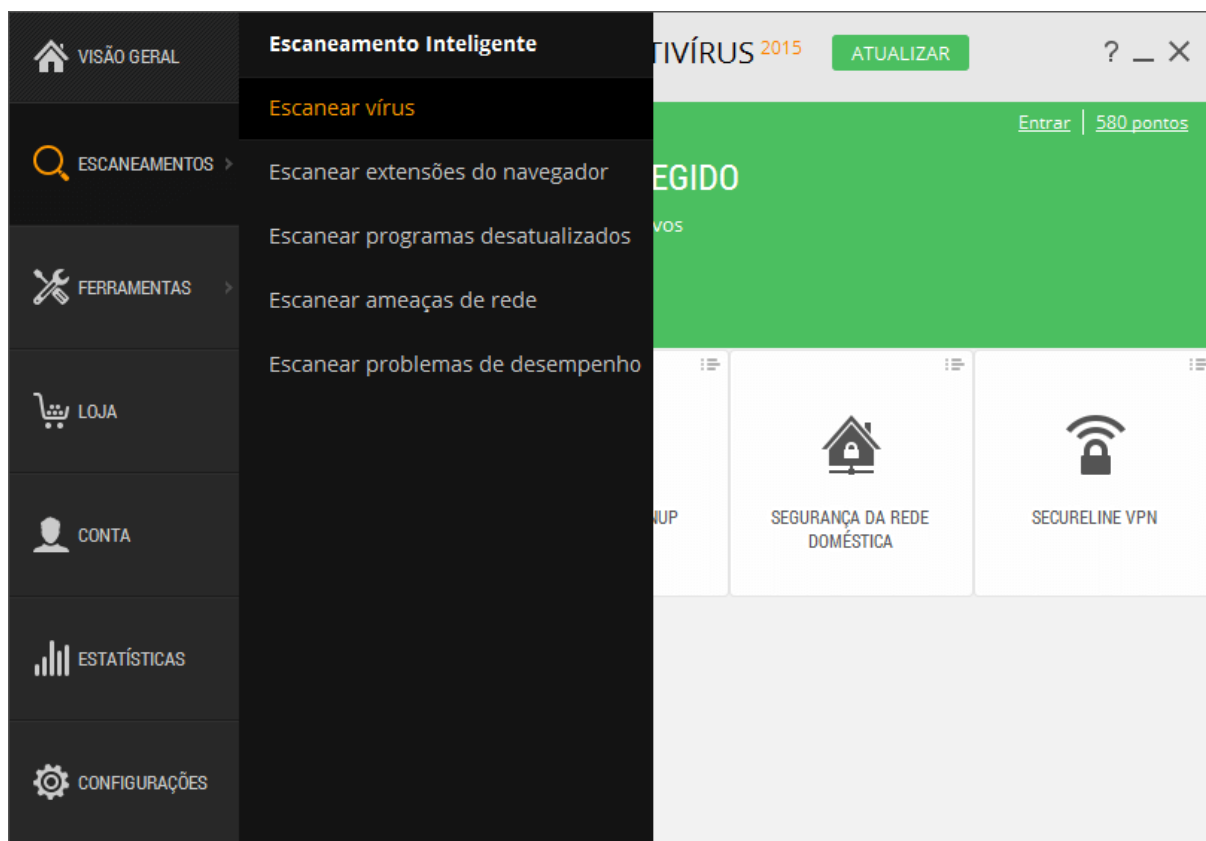 VISÃO GERAL
ESCANEAMENTOS
FERRAMENTAS
LOJA
CONTA
ESTATÍSTICAS
CONFIGURAÇÕES
Escaneamento Inteligente
Escanear vírus
Escanear extensões do navegador
Escanear programas desatualizados
Escanear ameaças de rede
Escanear problemas de desempenho
TIVÍRUS 2015
ATUALIZAR
?
Entrar
580 pontos
EGIDO
vos
NUP
SEGURANÇA DA REDE
DOMÉSTICA
SECURELINE VPN